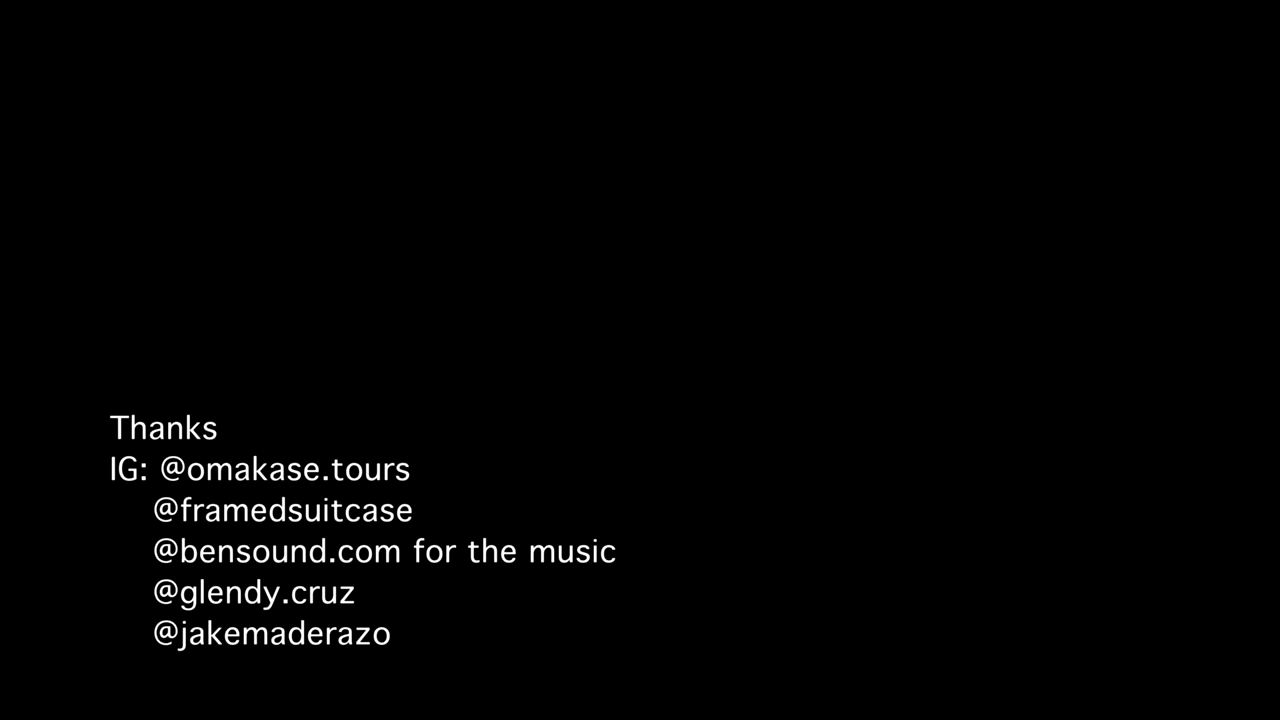 Thanks
IG: @omakase.tours
@framedsuitcase
@bensound.com for the music
@glendy.cruz
@jakemaderazo